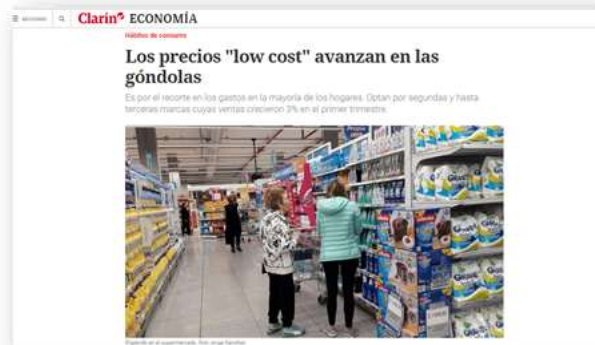 Clarín ECONOMÍA
Hábitos de consumo
Los precios "low cost" avanzan en las
góndolas
Es por el recorte en los gastos en la mayoría de los hogares. Optan por segundas y hasta
terceras marcas cuyas ventas crecieron 3% en el primer trimestre.